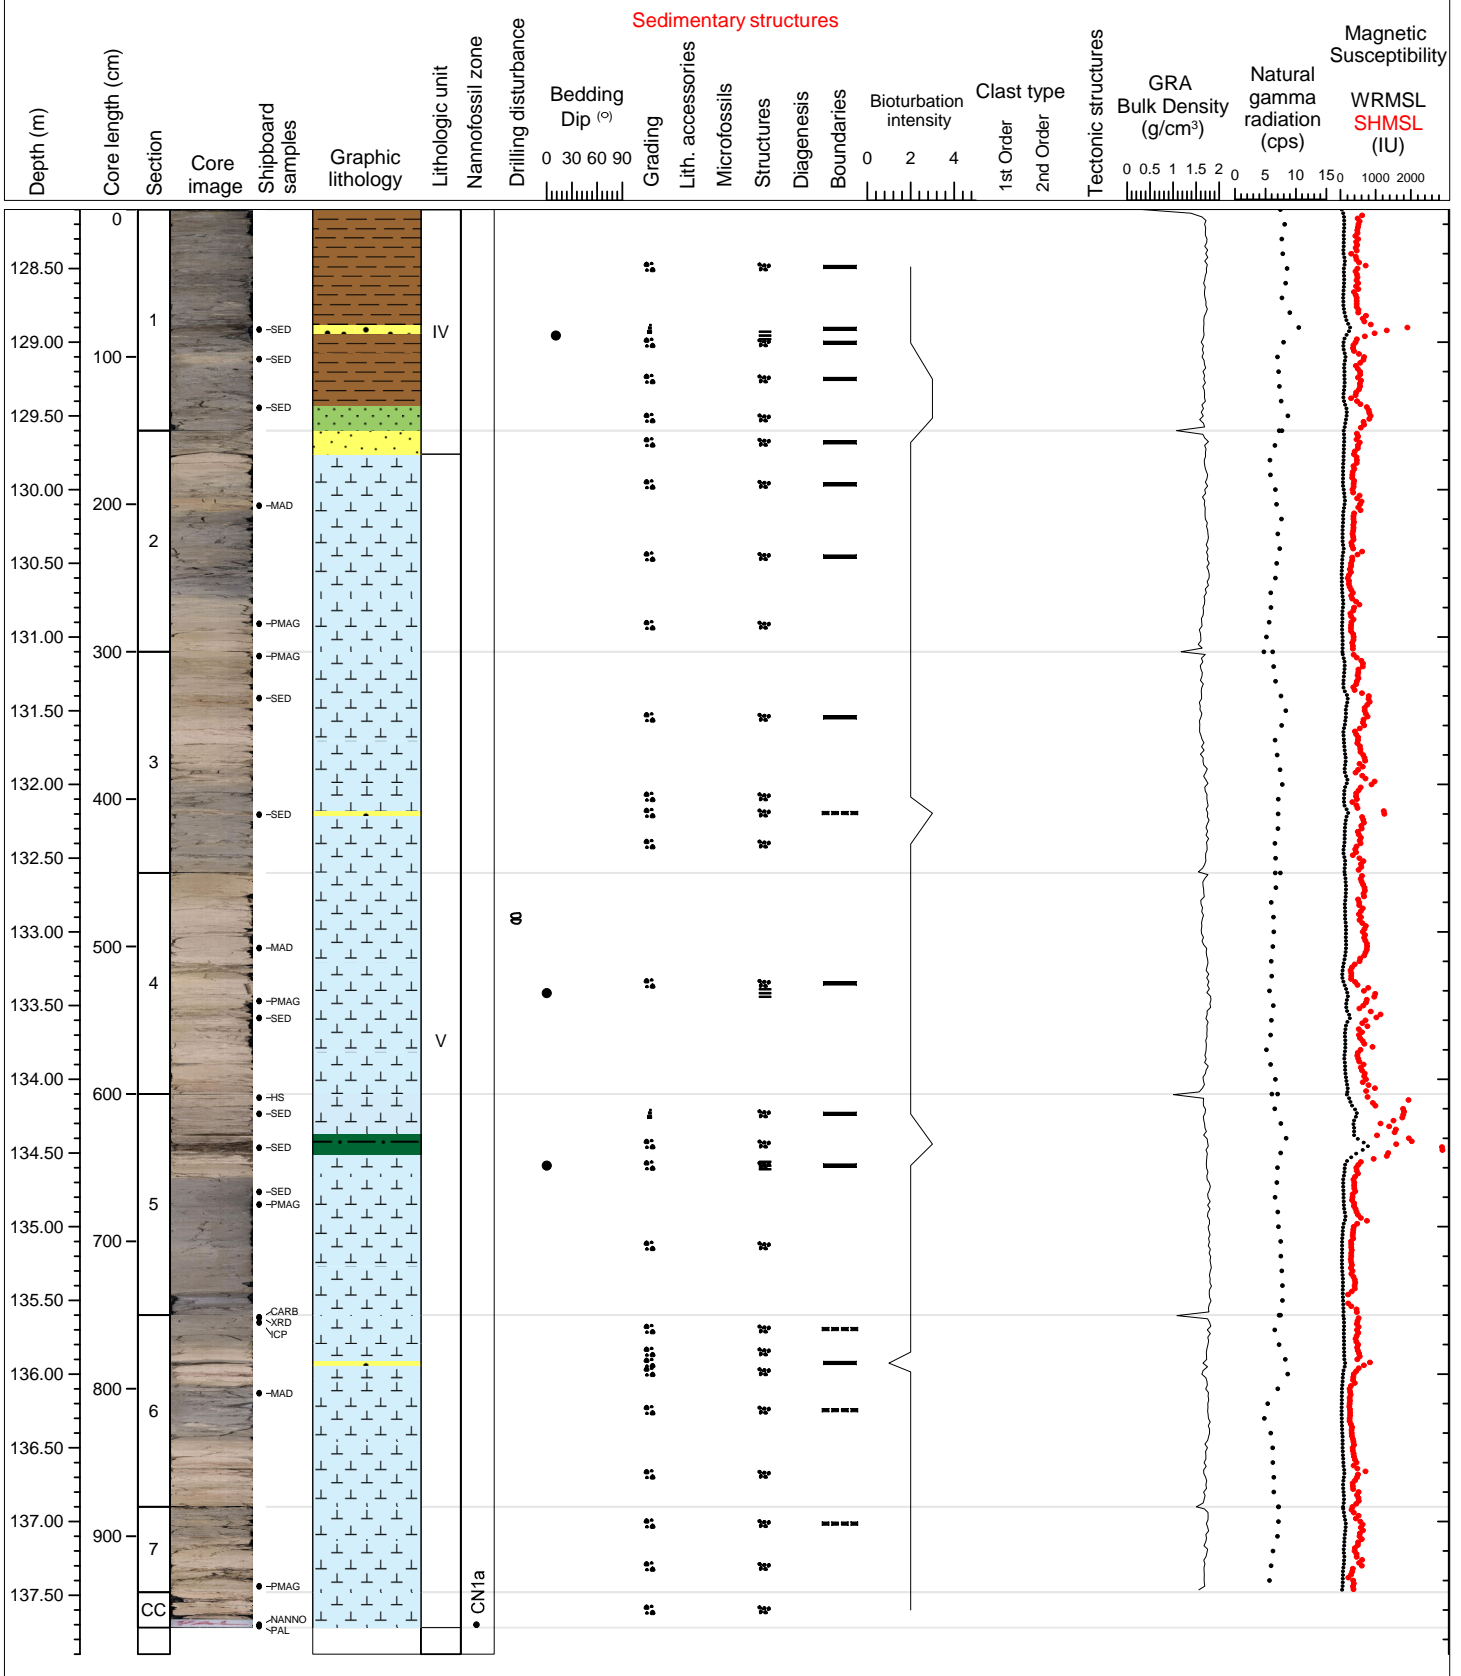 Sedimentary structures
Depth (m)
Core length (cm)
Section
Core
image
Shipboard
samples
Graphic
lithology
Lithologic unit
Nannofossil zone
Drilling disturbance
Bedding
Dip (o)
0 30 60 90
Grading
Lith. accessories
Microfossils
Structures
Diagenesis
Boundaries
Bioturbation
intensity
0 2 4
Clast type
1st Order
2nd Order
Tectonic structures
GRA
Bulk Density
(g/cm³)
0 0.5 1 1.5 2
Natural
gamma
radiation
(cps)
0 5 10 15
Magnetic
Susceptibility
WRMSL
SHMSL
(IU)
0 1000 2000
0
128.50
1
SED
IV
129.00
100
SED
SED
129.50
130.00
200
MAD
2
130.50
PMAG
131.00
300
PMAG
SED
131.50
3
132.00
400
SED
132.50
133.00
500
MAD
4
133.50
PMAG
SED
V
134.00
600
HS
SED
134.50
SED
SED
5
PMAG
135.00
700
135.50
CARB
XRD
ICP
136.00
800
MAD
6
136.50
137.00
900
7
PMAG
137.50
CC
NANNO
PAL
CN1a